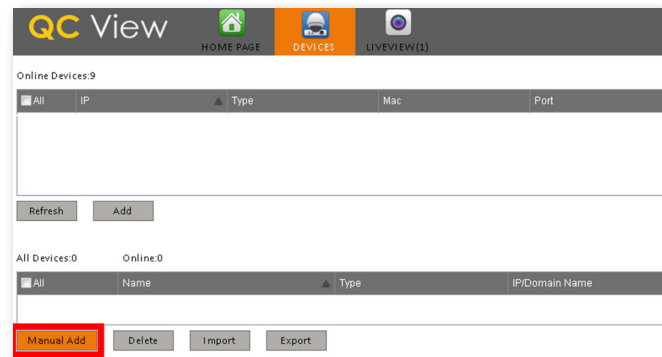 QC View
HOME PAGE DEVICES LIVEVIEW(1)
Online Devices:9
All IP Type Mac Port
Refresh Add
All Devices:0 Online:0
All Name Type IP/Domain Name
Manual Add Delete Import Export